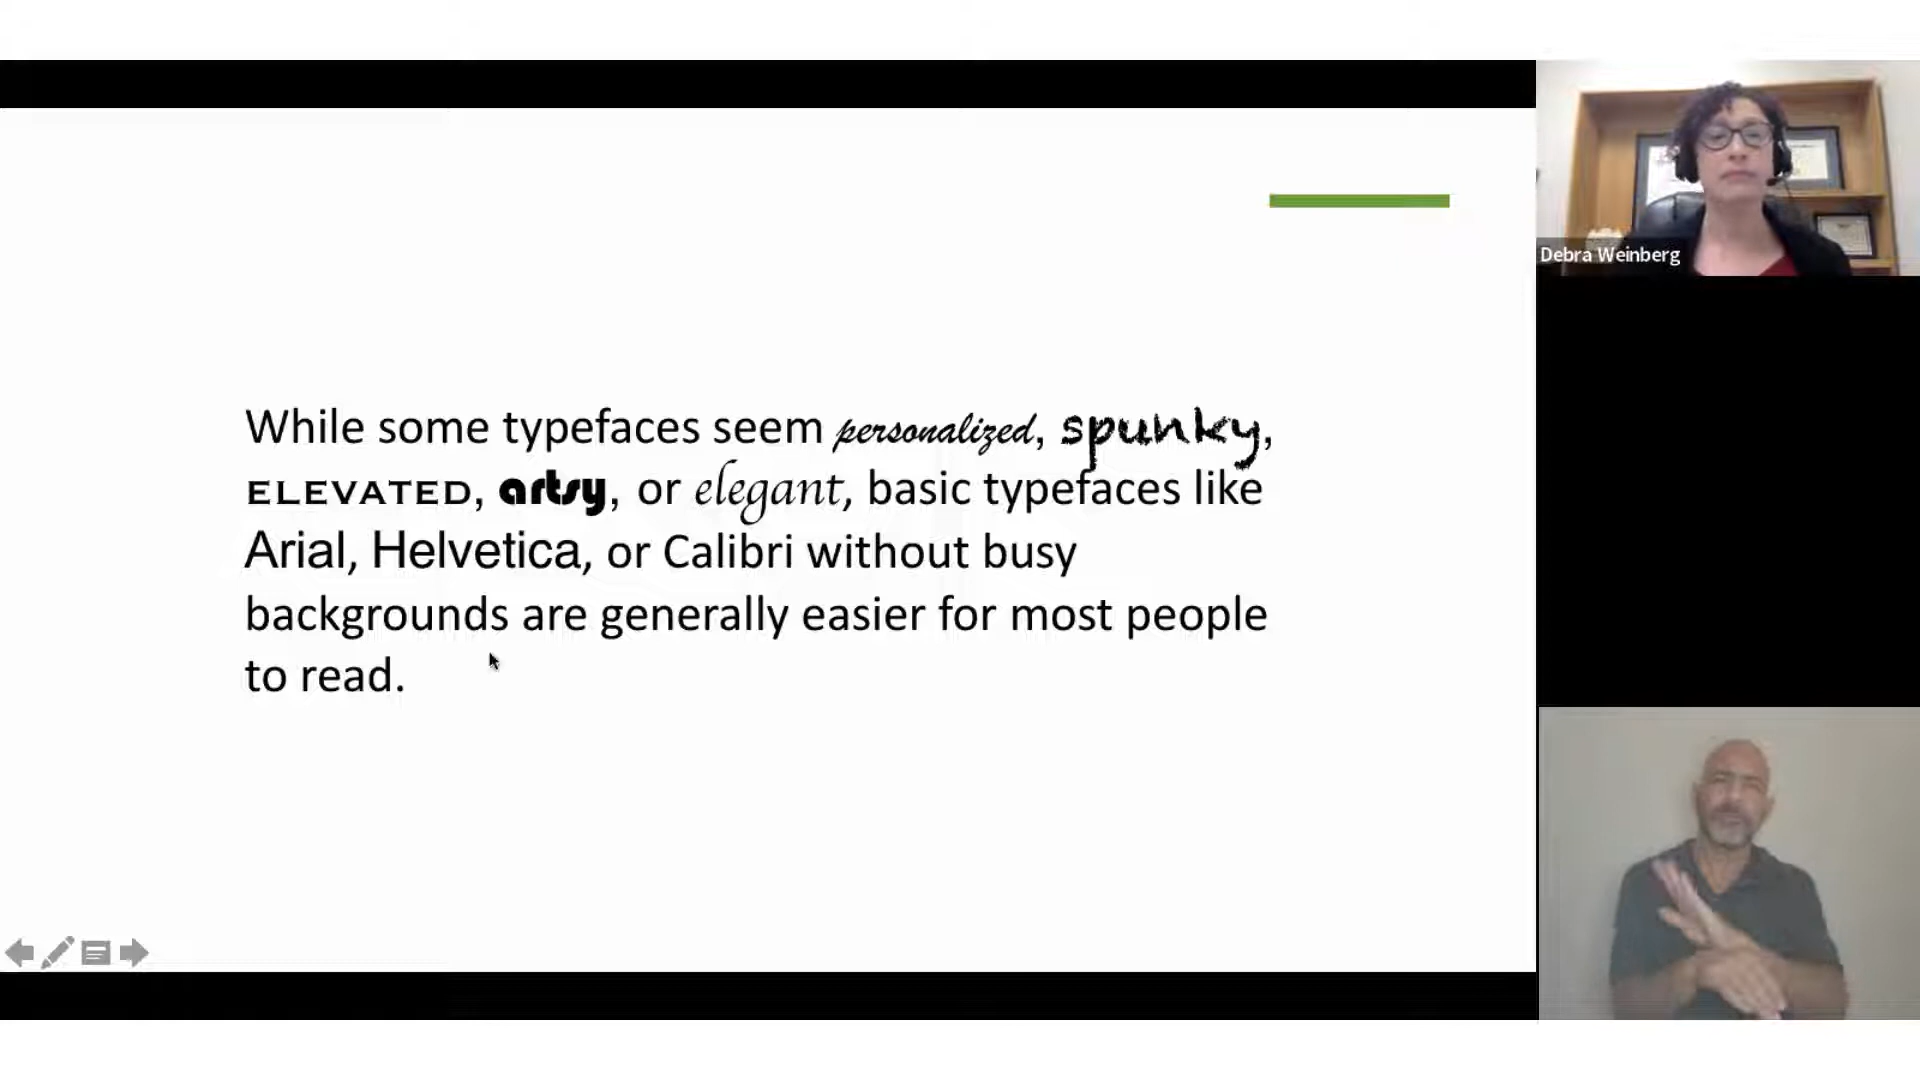 While some typefaces seem personalized, spunky,
ELEVATED, artsy, or elegant, basic typefaces like
Arial, Helvetica, or Calibri without busy
backgrounds are generally easier for most people
to read.
Debra Weinberg